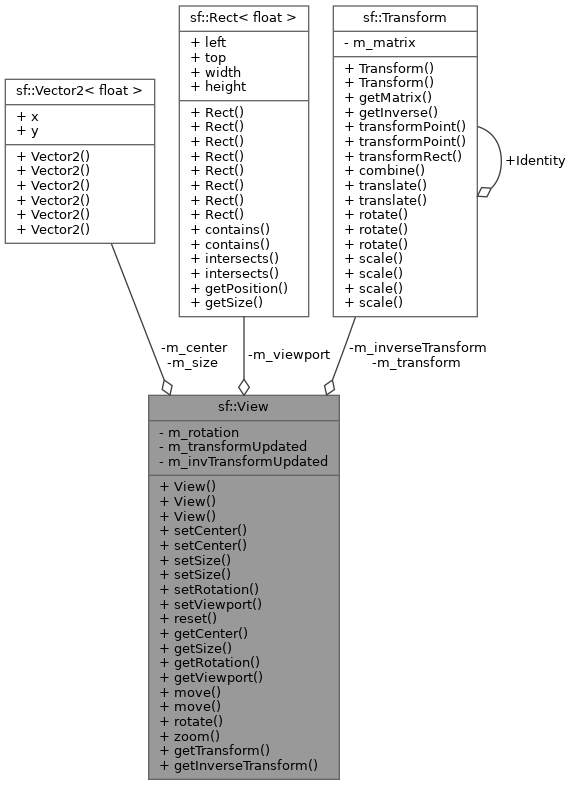 sf::Vector2< float >
+ x
+ y
+ Vector2()
+ Vector2()
+ Vector2()
+ Vector2()
+ Vector2()
+ Vector2()
sf::Rect< float >
+ left
+ top
+ width
+ height
+ Rect()
+ Rect()
+ Rect()
+ Rect()
+ Rect()
+ Rect()
+ Rect()
+ Rect()
+ contains()
+ contains()
+ intersects()
+ intersects()
+ getPosition()
+ getSize()
sf::Transform
- m_matrix
+ Transform()
+ Transform()
+ getMatrix()
+ getInverse()
+ transformPoint()
+ transformPoint()
+ transformRect()
+ combine()
+ translate()
+ translate()
+ rotate()
+ rotate()
+ rotate()
+ scale()
+ scale()
+ scale()
+ scale()
+Identity
-m_center
-m_size
-m_viewport
-m_inverseTransform
-m_transform
sf::View
- m_rotation
- m_transformUpdated
- m_invTransformUpdated
+ View()
+ View()
+ View()
+ setCenter()
+ setCenter()
+ setSize()
+ setSize()
+ setRotation()
+ setViewport()
+ reset()
+ getCenter()
+ getSize()
+ getRotation()
+ getViewport()
+ move()
+ move()
+ rotate()
+ zoom()
+ getTransform()
+ getInverseTransform()